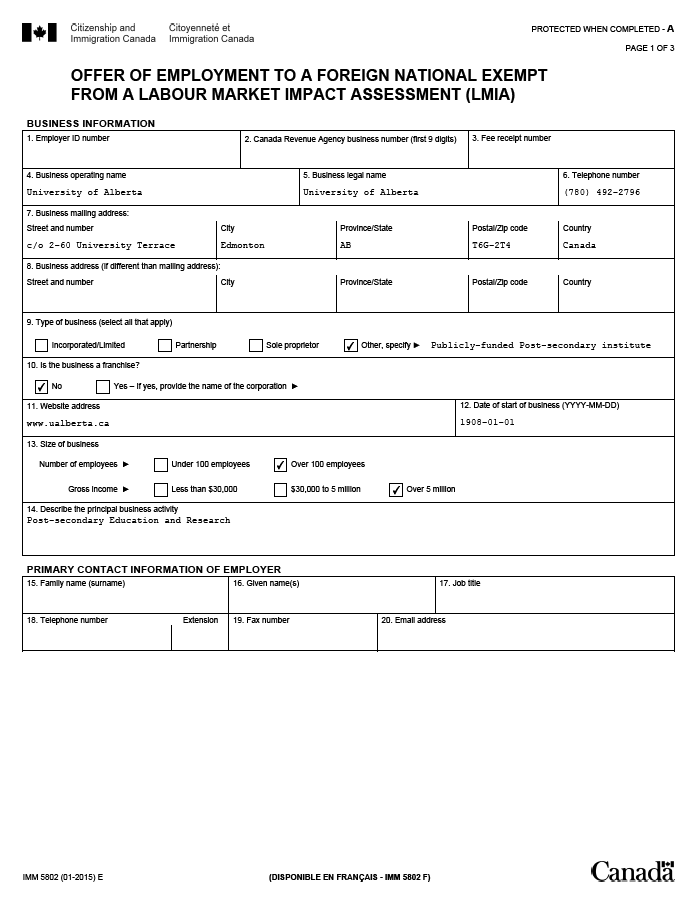 Citizenship and Citoyenneté et
Immigration Canada Immigration Canada
PROTECTED WHEN COMPLETED - A
PAGE 1 OF 3
OFFER OF EMPLOYMENT TO A FOREIGN NATIONAL EXEMPT
FROM A LABOUR MARKET IMPACT ASSESSMENT (LMIA)
BUSINESS INFORMATION
1. Employer ID number 2. Canada Revenue Agency business number (first 9 digits) 3. Fee receipt number
4. Business operating name 5. Business legal name 6. Telephone number
University of Alberta University of Alberta (780) 492-2796
7. Business mailing address:
Street and number City Province/State Postal/Zip code Country
c/o 2-60 University Terrace Edmonton AB T6G-2T4 Canada
8. Business address (if different than mailing address):
Street and number City Province/State Postal/Zip code Country
9. Type of business (select all that apply)
Incorporated/Limited Partnership Sole proprietor ✓ Other, specify ► Publicly-funded Post-secondary institute
10. Is the business a franchise?
✓ No Yes – if yes, provide the name of the corporation ►
11. Website address 12. Date of start of business (YYYY-MM-DD)
www.ualberta.ca 1908-01-01
13. Size of business
Number of employees ► Under 100 employees ✓ Over 100 employees
Gross income ► Less than $30,000 $30,000 to 5 million ✓ Over 5 million
14. Describe the principal business activity
Post-secondary Education and Research
PRIMARY CONTACT INFORMATION OF EMPLOYER
15. Family name (surname) 16. Given name(s) 17. Job title
18. Telephone number Extension 19. Fax number 20. Email address
IMM 5802 (01-2015) E (DISPONIBLE EN FRANÇAIS - IMM 5802 F) Canada